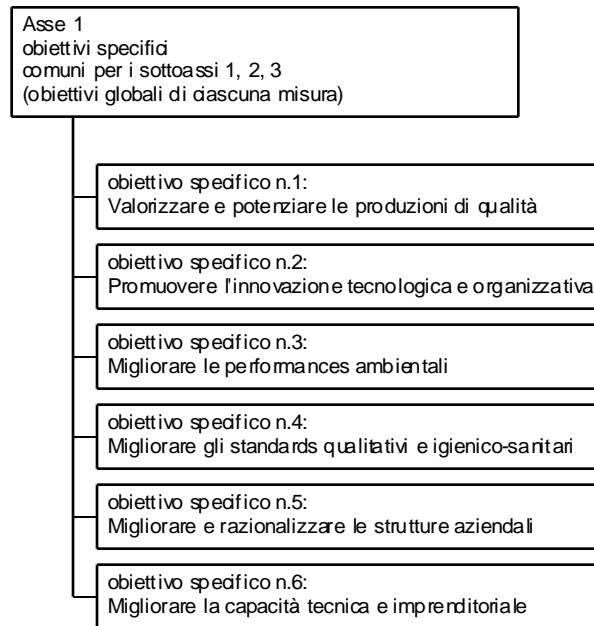 Asse 1
obiettivi specifici
comuni per i sottoassi 1, 2, 3
(obiettivi globali di ciascuna misura)
obiettivo specifico n.1:
Valorizzare e potenziare le produzioni di qualità
obiettivo specifico n.2:
Promuovere l'innovazione tecnologica e organizzativa
obiettivo specifico n.3:
Migliorare le performances ambientali
obiettivo specifico n.4:
Migliorare gli standards qualitativi e igienico-sanitari
obiettivo specifico n.5:
Migliorare e razionalizzare le strutture aziendali
obiettivo specifico n.6:
Migliorare la capacità tecnica e imprenditoriale